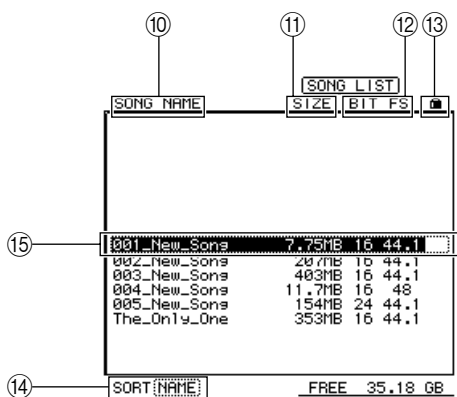 ⑩ ⑪ ⑫ ⑬
SONG LIST
SONG NAME SIZE BIT FS
⑮ 001_New_Song 7.75MB 16 44.1
002_New_Song 207MB 16 44.1
003_New_Song 403MB 16 44.1
004_New_Song 11.7MB 16 48
005_New_Song 154MB 24 44.1
The_Only_One 353MB 16 44.1
⑭ SORT NAME FREE 35.18 GB